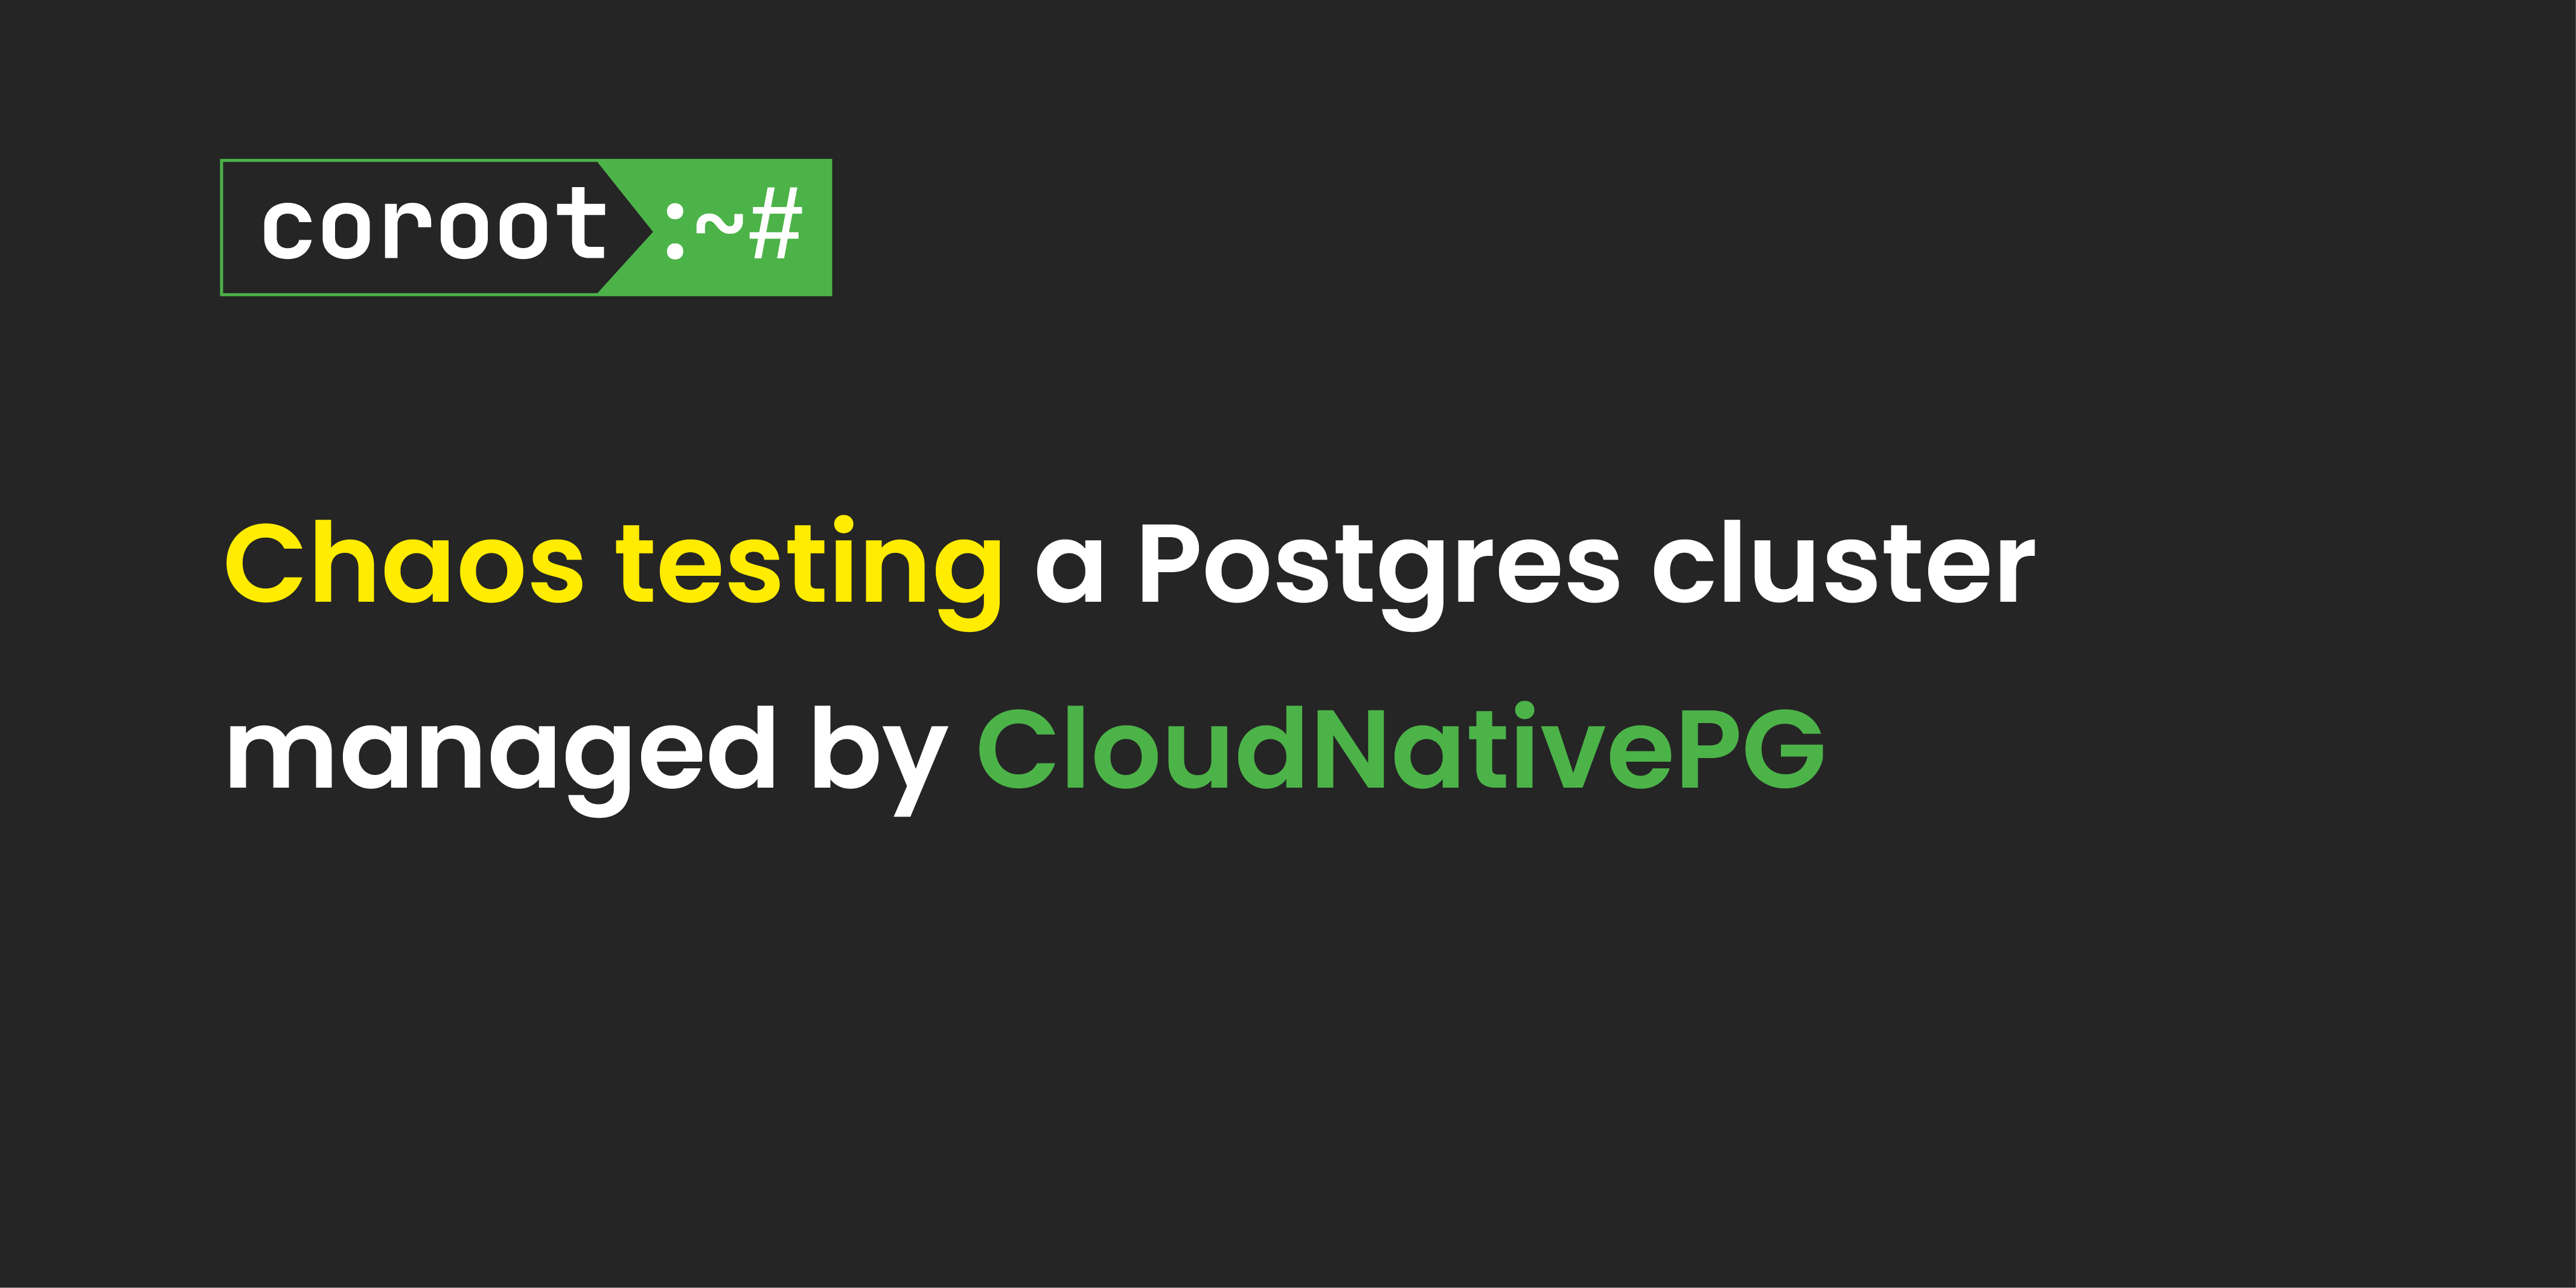 coroot:~#
Chaos testing a Postgres cluster
managed by CloudNativePG